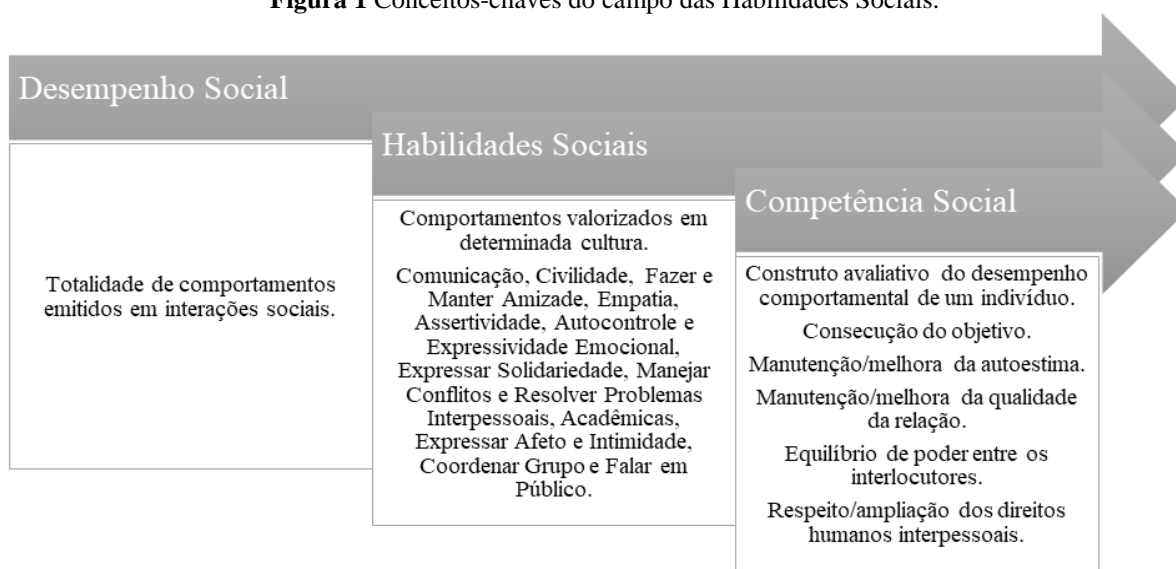 Figura 1 Conceitos-chaves do campo das Habilidades Sociais.
Desempenho Social
Totalidade de comportamentos
emitidos em interações sociais.
Habilidades Sociais
Comportamentos valorizados em
determinada cultura.
Comunicação, Civilidade, Fazer e
Manter Amizade, Empatia,
Assertividade, Autocontrole e
Expressividade Emocional,
Expressar Solidariedade, Manejar
Conflitos e Resolver Problemas
Interpessoais, Acadêmicas,
Expressar Afeto e Intimidade,
Coordenar Grupo e Falar em
Público.
Competência Social
Construto avaliativo do desempenho
comportamental de um indivíduo.
Consecução do objetivo.
Manutenção/melhora da autoestima.
Manutenção/melhora da qualidade
da relação.
Equilíbrio de poder entre os
interlocutores.
Respeito/ampliação dos direitos
humanos interpessoais.